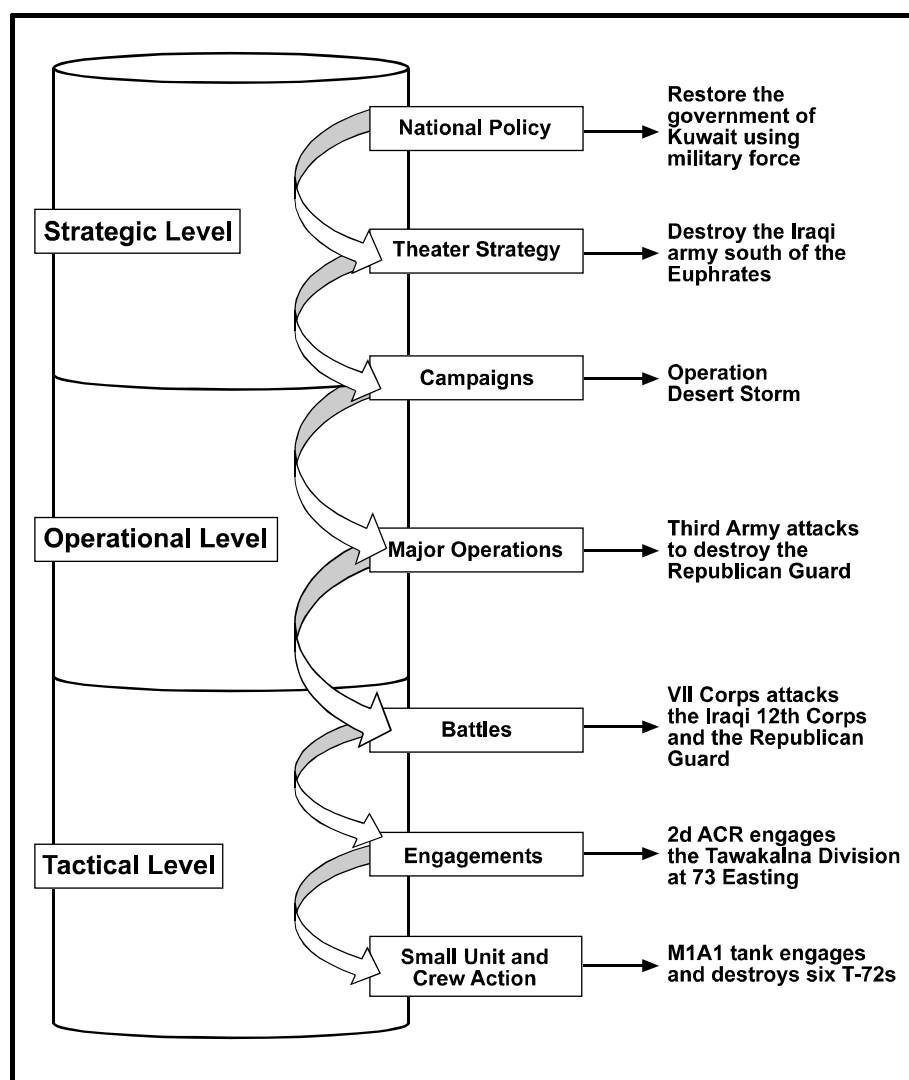 National Policy
Restore the
government of
Kuwait using
military force
Strategic Level
Theater Strategy
Destroy the Iraqi
army south of the
Euphrates
Campaigns
Operation
Desert Storm
Operational Level
Major Operations
Third Army attacks
to destroy the
Republican Guard
Battles
VII Corps attacks
the Iraqi 12th Corps
and the Republican
Guard
Tactical Level
Engagements
2d ACR engages
the Tawakalna Division
at 73 Easting
Small Unit and
Crew Action
M1A1 tank engages
and destroys six T-72s